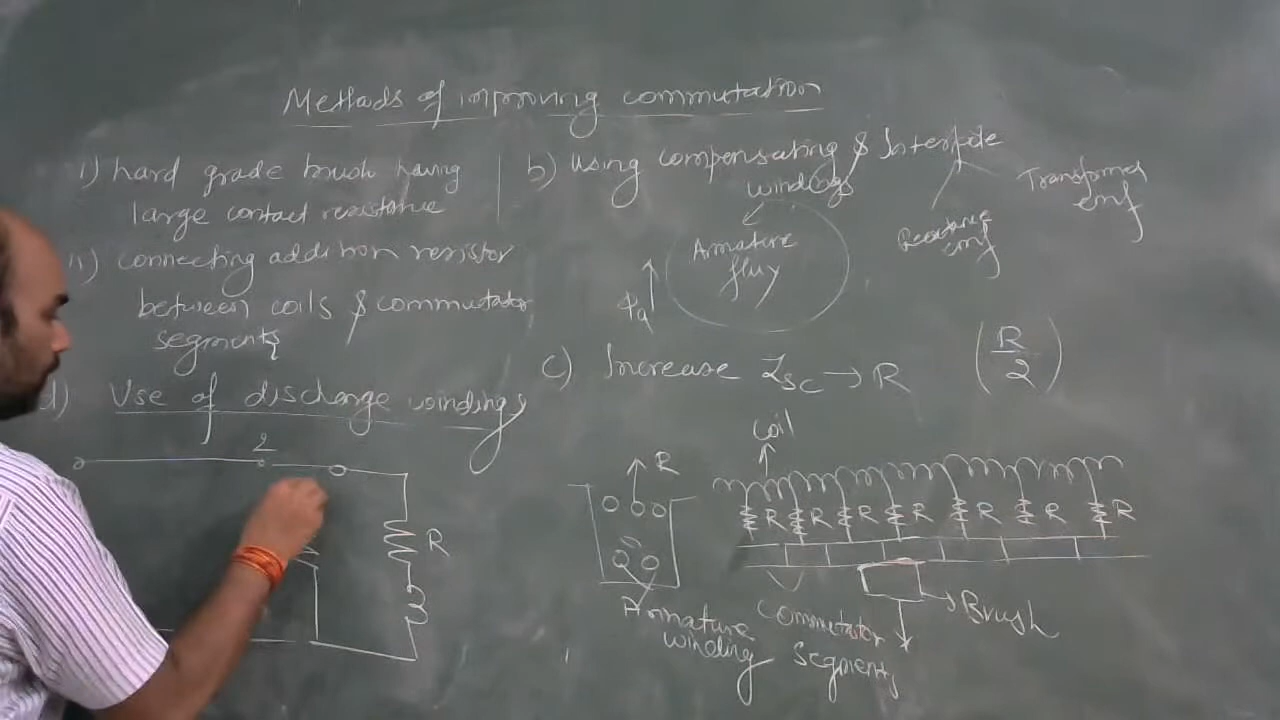 Methods of improving commutation
i) hard grade brush having
large contact resistance
ii) connecting addition resistor
between coils & commutator
segments
d) Use of discharge windings
2
R
b) Using compensating & Interpole
windings
Armature
flux
Φa
Reactance
emf
Transformer
emf
c) Increase Zsc → R
(R/2)
coil
R
R R R R R R R
Armature
winding
Commutator
Segments
Brush